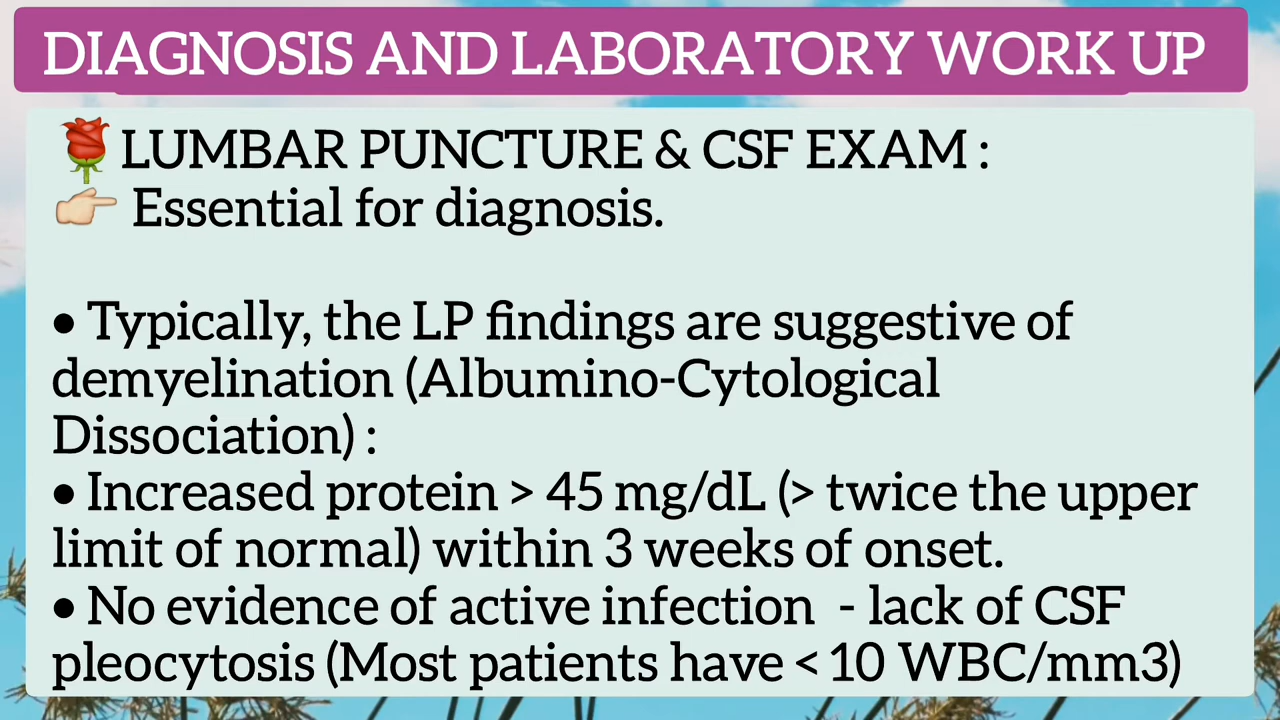 DIAGNOSIS AND LABORATORY WORK UP
🌹LUMBAR PUNCTURE & CSF EXAM :
👉🏻 Essential for diagnosis.
• Typically, the LP findings are suggestive of
demyelination (Albumino-Cytological
Dissociation) :
• Increased protein > 45 mg/dL (> twice the upper
limit of normal) within 3 weeks of onset.
• No evidence of active infection  - lack of CSF
pleocytosis (Most patients have < 10 WBC/mm3)